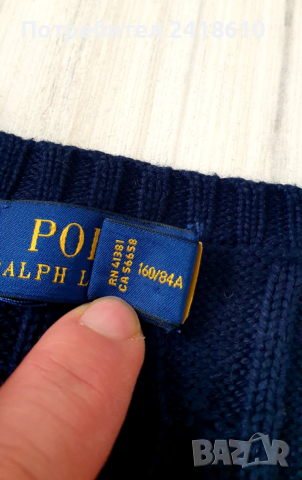 Потребител 2418610
POL
RALPH L
RN 41381
CA 56658
160/84A
BAZAR